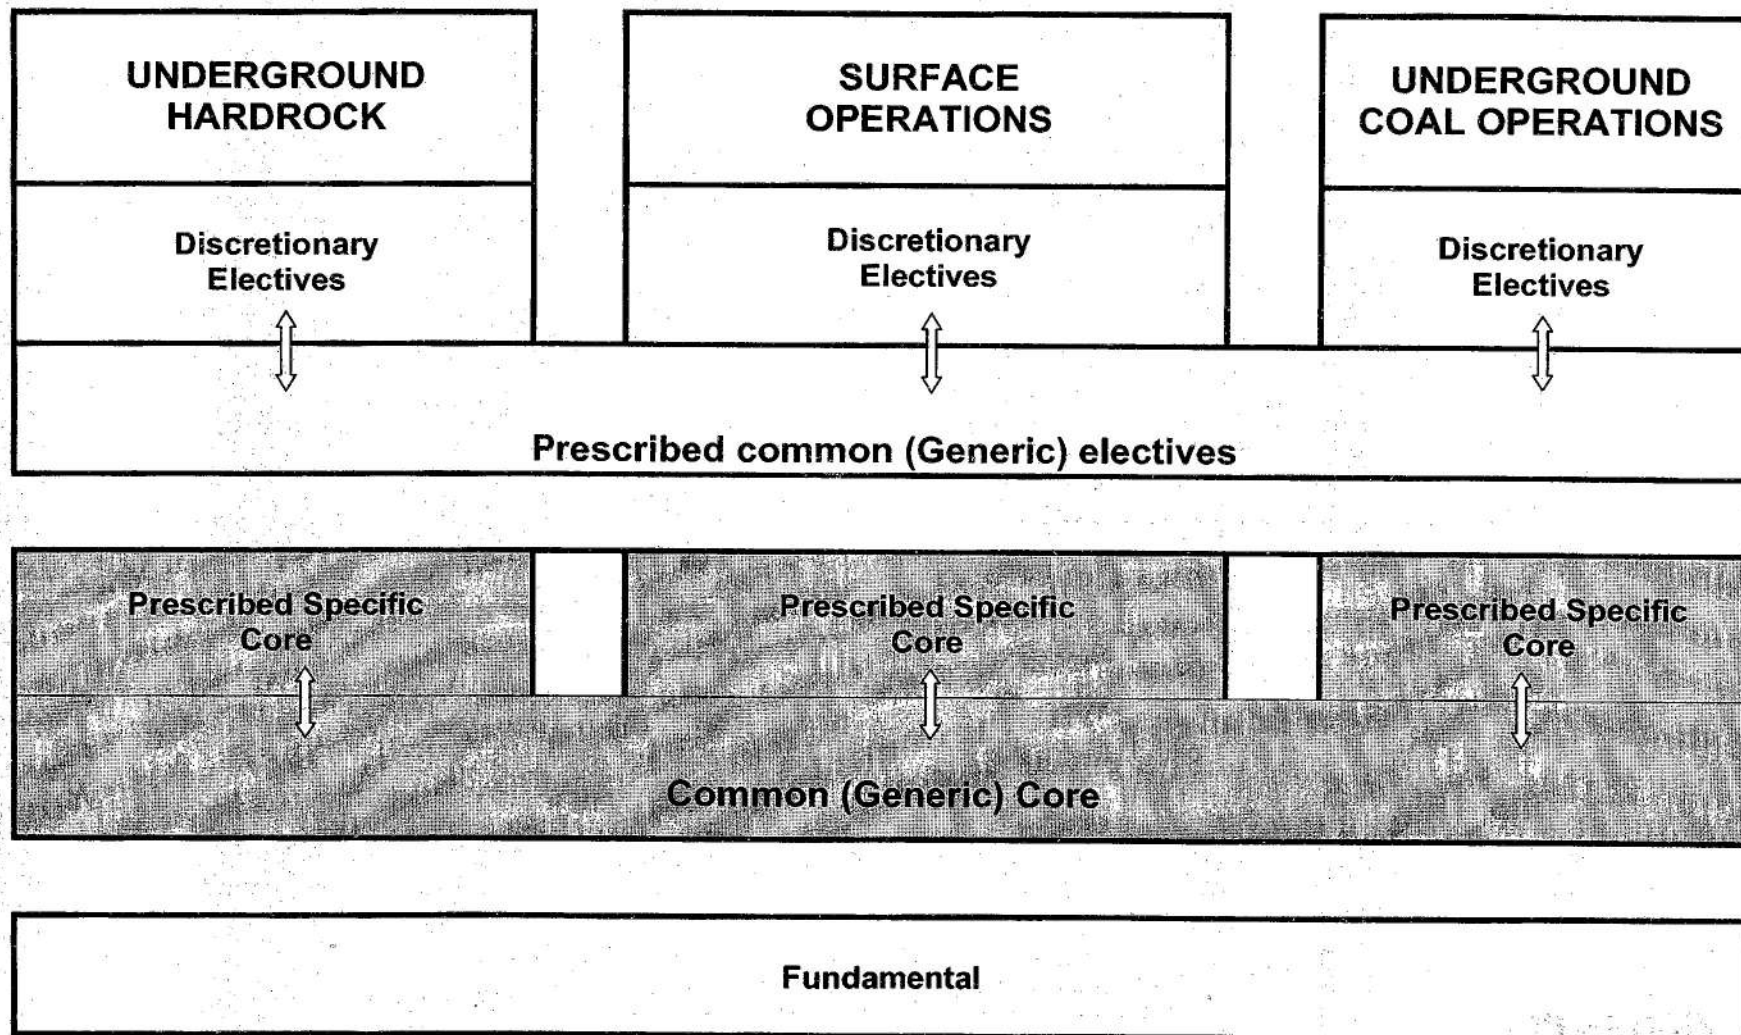 UNDERGROUND
HARDROCK
SURFACE
OPERATIONS
UNDERGROUND
COAL OPERATIONS
Discretionary
Electives
Discretionary
Electives
Discretionary
Electives
Prescribed common (Generic) electives
Prescribed Specific
Core
Prescribed Specific
Core
Prescribed Specific
Core
Common (Generic) Core
Fundamental